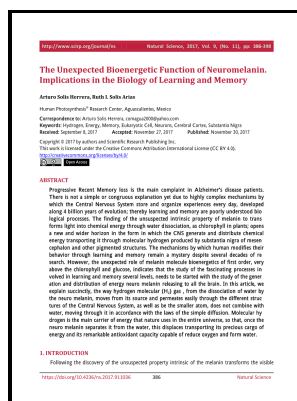 http://www.scirp.org/journal/ns
Natural Science, 2017, Vol. 9, (No. 11), pp: 386-398
The Unexpected Bioenergetic Function of Neuromelanin.
Implications in the Biology of Learning and Memory
Arturo Solis Herrera, Ruth I. Solis Arias
Human Photosynthesis® Research Center, Aguascalientes, Mexico
Correspondence to: Arturo Solis Herrera, comagua2000@yahoo.com
Keywords: Hydrogen, Energy, Memory, Eukaryotic Cell, Neurons, Cerebral Cortex, Substantia Nigra
Received: September 8, 2017 Accepted: November 27, 2017 Published: November 30, 2017
Copyright © 2017 by authors and Scientific Research Publishing Inc.
This work is licensed under the Creative Commons Attribution International License (CC BY 4.0).
http://creativecommons.org/licenses/by/4.0/
Open Access
ABSTRACT
Progressive Recent Memory loss is the main complaint in Alzheimer's disease patients.
There is not a simple or congruous explanation yet due to highly complex mechanisms by
which the Central Nervous System store and organize experiences every day, developed
along 4 billion years of evolution; thereby learning and memory are poorly understood bio
logical processes. The finding of the unsuspected intrinsic property of melanin to trans
forms light into chemical energy through water dissociation, as chlorophyll in plants; opens
a new and wider horizon in the form in which the CNS generate and distribute chemical
energy transporting it through molecular hydrogen produced by substantia nigra of mesen
cephalon and other pigmented structures. The mechanisms by which human modifies their
behavior through learning and memory remain a mystery despite several decades of re
search. However, the unexpected role of melanin molecule bioenergetics of first order, very
above the chlorophyll and glucose, indicates that the study of the fascinating processes in
volved in learning and memory several levels, needs to be started with the study of the gener
ation and distribution of energy neuro melanin releasing to all the brain. In this article, we
explain succinctly, the way hydrogen molecular (H₂) gas , from the dissociation of water by
the neuro melanin, moves from its source and permeates easily through the different struc
tures of the Central Nervous System, as well as be the smaller atom, does not combine with
water, moving through it in accordance with the laws of the simple diffusion. Molecular hy
drogen is the main carrier of energy that nature uses in the entire universe, so that, once the
neuro melanin separates it from the water, this displaces transporting its precious cargo of
energy and its remarkable antioxidant capacity capable of reduce oxygen and form water.
1. INTRODUCTION
Following the discovery of the unsuspected property intrinsic of the melanin transforms the visible
https://doi.org/10.4236/ns.2017.911036
386
Natural Science